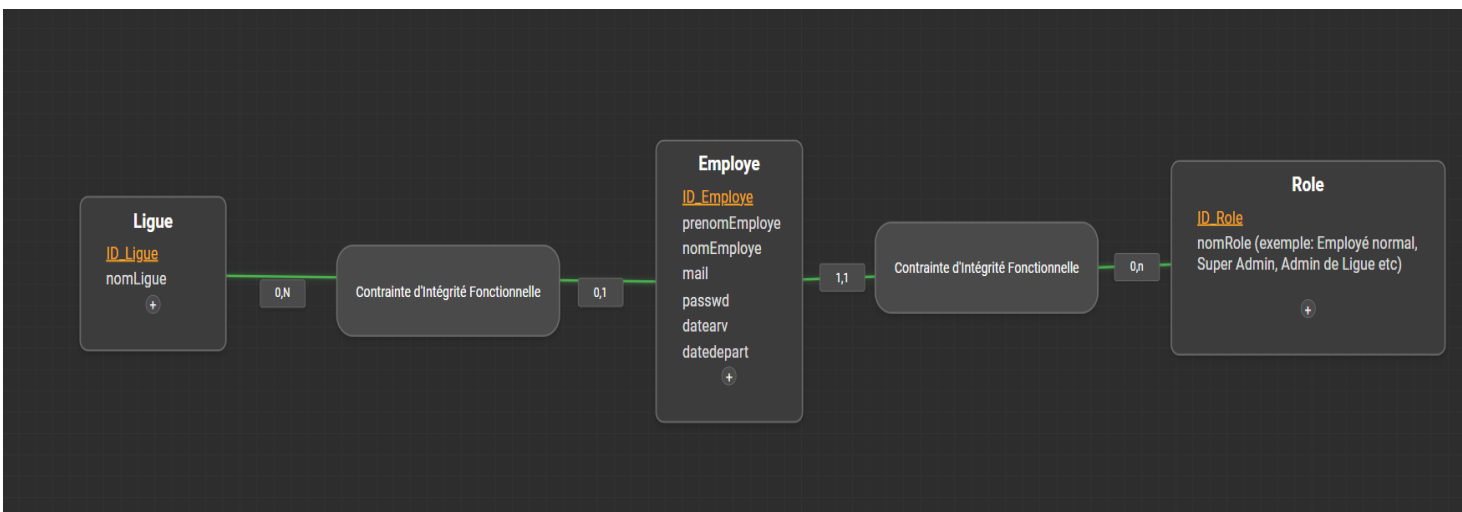 Ligue
ID_Ligue
nomLigue
+
0,N
Contrainte d'Intégrité Fonctionnelle
0,1
Employe
ID_Employe
prenomEmploye
nomEmploye
mail
passwd
datearv
datedepart
+
1,1
Contrainte d'Intégrité Fonctionnelle
0,n
Role
ID_Role
nomRole (exemple: Employé normal,
Super Admin, Admin de Ligue etc)
+